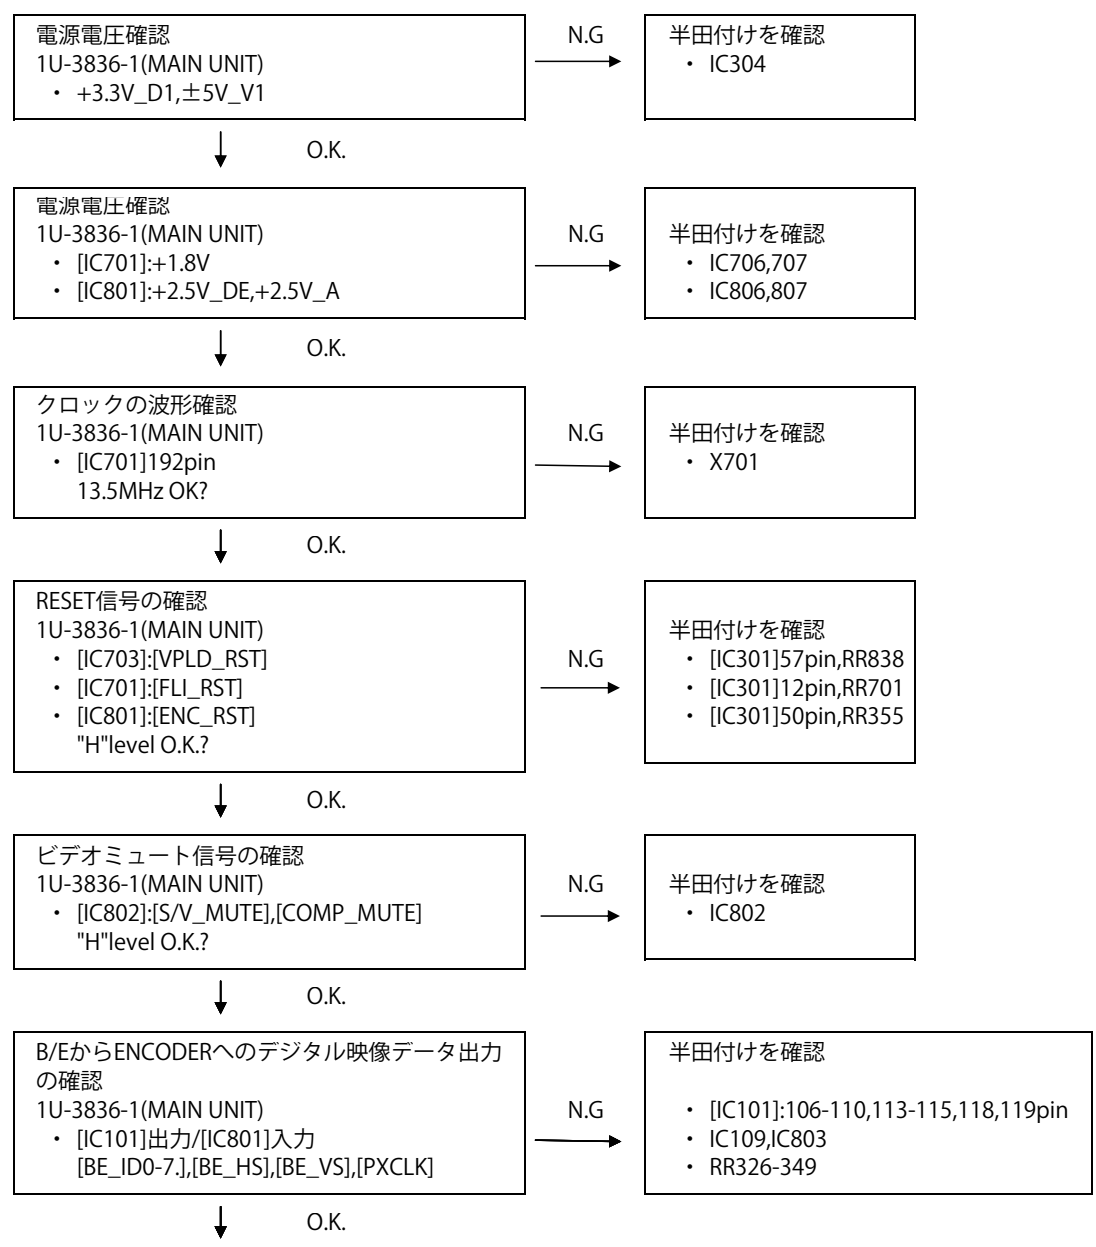 電源電圧確認
1U-3836-1(MAIN UNIT)
・ +3.3V_D1,±5V_V1
N.G
半田付けを確認
・ IC304
O.K.
電源電圧確認
1U-3836-1(MAIN UNIT)
・ [IC701]:+1.8V
・ [IC801]:+2.5V_DE,+2.5V_A
N.G
半田付けを確認
・ IC706,707
・ IC806,807
O.K.
クロックの波形確認
1U-3836-1(MAIN UNIT)
・ [IC701]192pin
13.5MHz OK?
N.G
半田付けを確認
・ X701
O.K.
RESET信号の確認
1U-3836-1(MAIN UNIT)
・ [IC703]:[VPLD_RST]
・ [IC701]:[FLI_RST]
・ [IC801]:[ENC_RST]
"H"level O.K.?
N.G
半田付けを確認
・ [IC301]57pin,RR838
・ [IC301]12pin,RR701
・ [IC301]50pin,RR355
O.K.
ビデオミュート信号の確認
1U-3836-1(MAIN UNIT)
・ [IC802]:[S/V_MUTE],[COMP_MUTE]
"H"level O.K.?
N.G
半田付けを確認
・ IC802
O.K.
B/EからENCODERへのデジタル映像データ出力
の確認
1U-3836-1(MAIN UNIT)
・ [IC101]出力/[IC801]入力
[BE_ID0-7.],[BE_HS],[BE_VS],[PXCLK]
N.G
半田付けを確認
・ [IC101]:106-110,113-115,118,119pin
・ IC109,IC803
・ RR326-349
O.K.